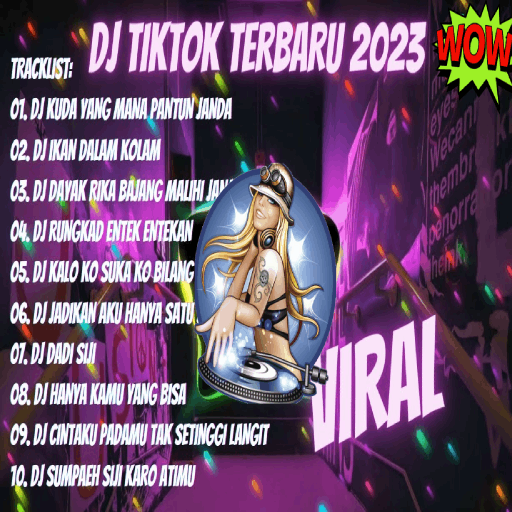 DJ TIKTOK TERBARU 2023
WOW
TRACKLIST:
01. DJ KUDA YANG MANA PANTUN JANDA
02. DJ IKAN DALAM KOLAM
03. DJ DAYAK RIKA BAJANG MALIHI
04. DJ RUNGKAD ENTEK ENTEKAN
05. DJ KALO KO SUKA KO BILANG
06. DJ JADIKAN AKU HANYA SATU
07. DJ DADI SIJI
08. DJ HANYA KAMU YANG BISA
09. DJ CINTAKU PADAMU TAK SETINGGI LANGIT
10. DJ SUMPAEH SIJI KARO ATIMU
VIRAL